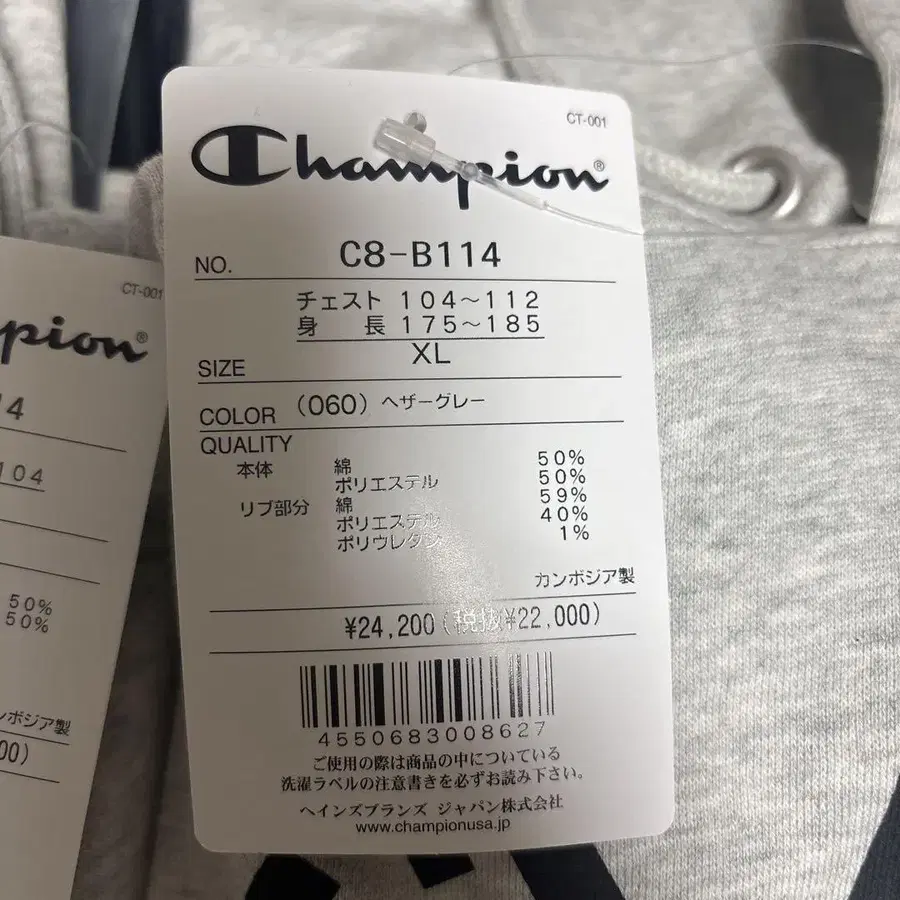 CT-001
Champion®
NO. C8-B114
チェスト 104～112
身 長 175～185
SIZE XL
COLOR (060) ヘザーグレー
QUALITY
本体 綿 50%
ポリエステル 50%
リブ部分 綿 59%
ポリエステル 40%
ポリウレタン 1%
カンボジア製
¥24,200(税抜¥22,000)
4550683008627
ご使用の際は商品の中についている
洗濯ラベルの注意書きを必ずお読み下さい。
ヘインズブランズ ジャパン株式会社
www.championusa.jp
CT-001
mpion®
14
104
50%
50%
ンボジア製
00)